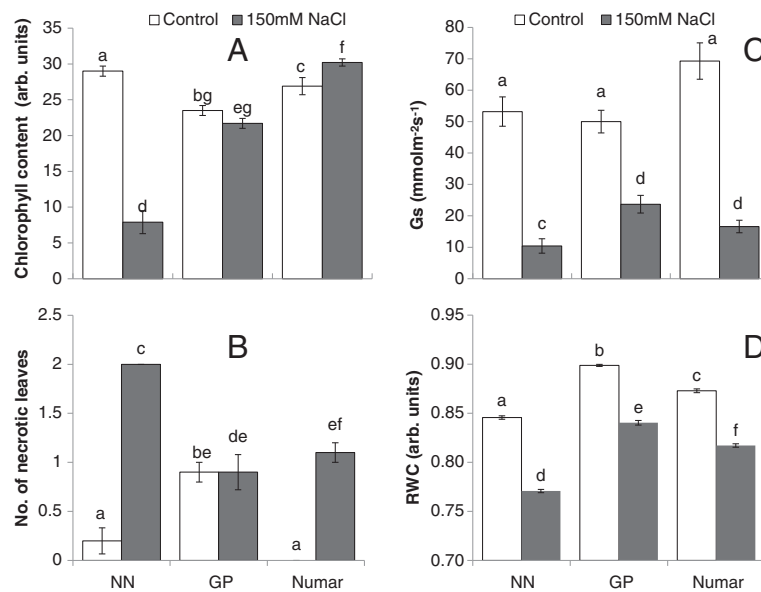 Control 150mM NaCl
A
Chlorophyll content (arb. units)
35
30
25
20
15
10
5
0
a
d
bg
eg
c
f
Control 150mM NaCl
C
Gs (mmolm-2s-1)
80
70
60
50
40
30
20
10
0
a
c
a
d
a
d
B
No. of necrotic leaves
2.5
2
1.5
1
0.5
0
a
c
be
de
a
ef
NN GP Numar
D
RWC (arb. units)
0.95
0.90
0.85
0.80
0.75
0.70
a
d
b
e
c
f
NN GP Numar